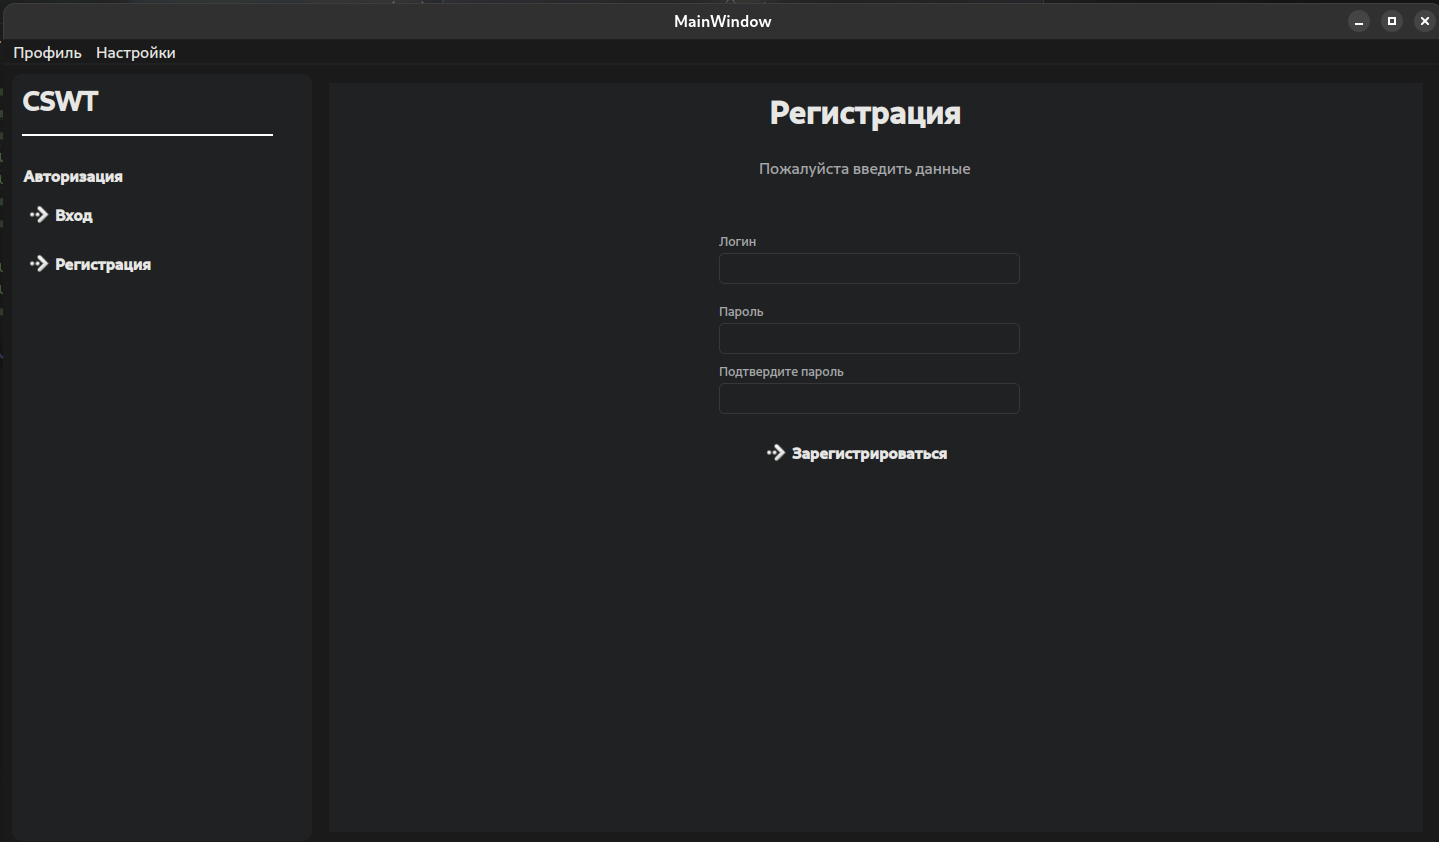 MainWindow
Профиль Настройки
CSWT
Авторизация
Вход
Регистрация
Регистрация
Пожалуйста введить данные
Логин
Пароль
Подтвердите пароль
Зарегистрироваться